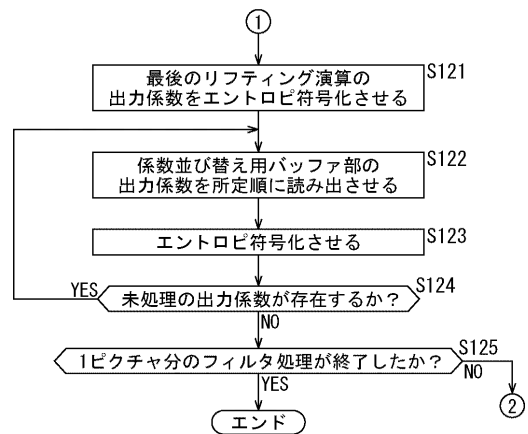 1
最後のリフティング演算の
出力係数をエントロピ符号化させる
S121
係数並び替え用バッファ部の
出力係数を所定順に読み出させる
S122
エントロピ符号化させる
S123
未処理の出力係数が存在するか？
S124
YES
NO
1ピクチャ分のフィルタ処理が終了したか？
S125
NO
YES
エンド
2